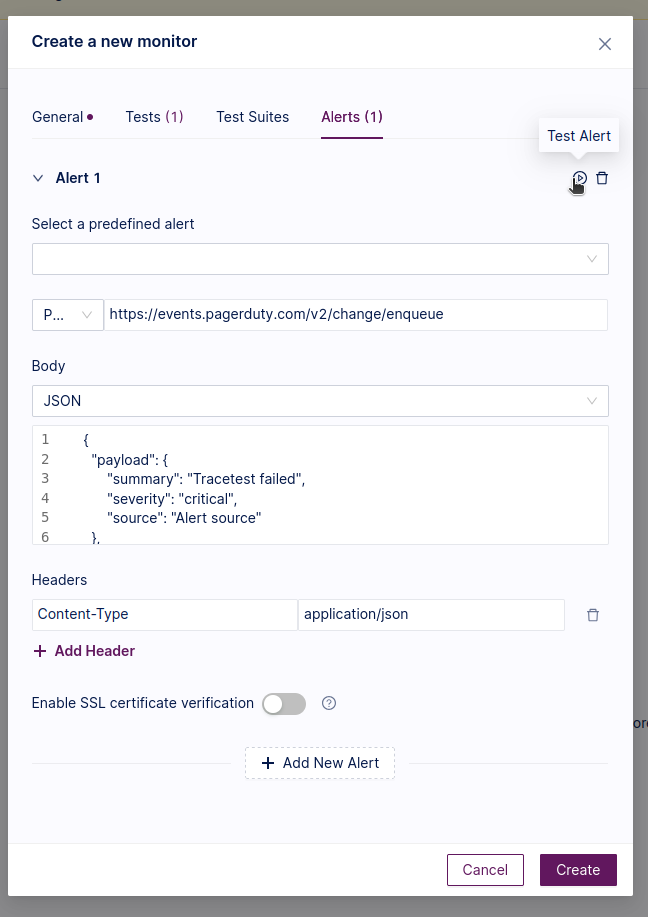 Create a new monitor
General Tests (1) Test Suites Alerts (1)
Test Alert
Alert 1
Select a predefined alert
P... https://events.pagerduty.com/v2/change/enqueue
Body
JSON
1 {
2 "payload": {
3 "summary": "Tracetest failed",
4 "severity": "critical",
5 "source": "Alert source"
6 },
Headers
Content-Type application/json
+ Add Header
Enable SSL certificate verification
+ Add New Alert
Cancel Create